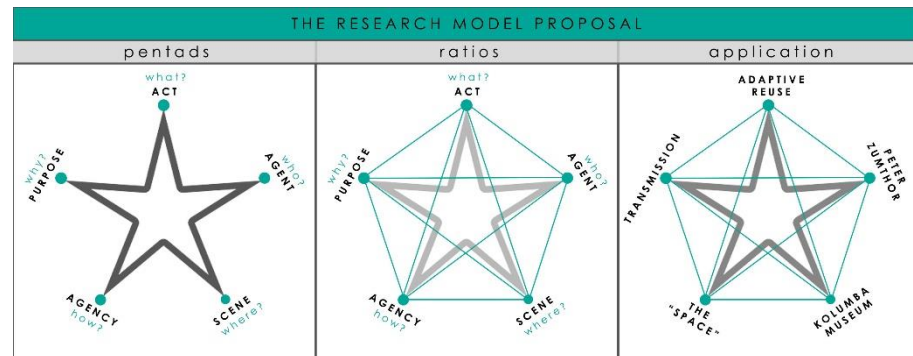 THE RESEARCH MODEL PROPOSAL
pentads
ratios
application
what?
ACT
why?
PURPOSE
who?
AGENT
AGENCY
how?
SCENE
where?
what?
ACT
why?
PURPOSE
who?
AGENT
AGENCY
how?
SCENE
where?
ADAPTIVE
REUSE
TRANSMISSION
PETER
ZUMTHOR
THE
"SPACE"
KOLUMBA
MUSEUM